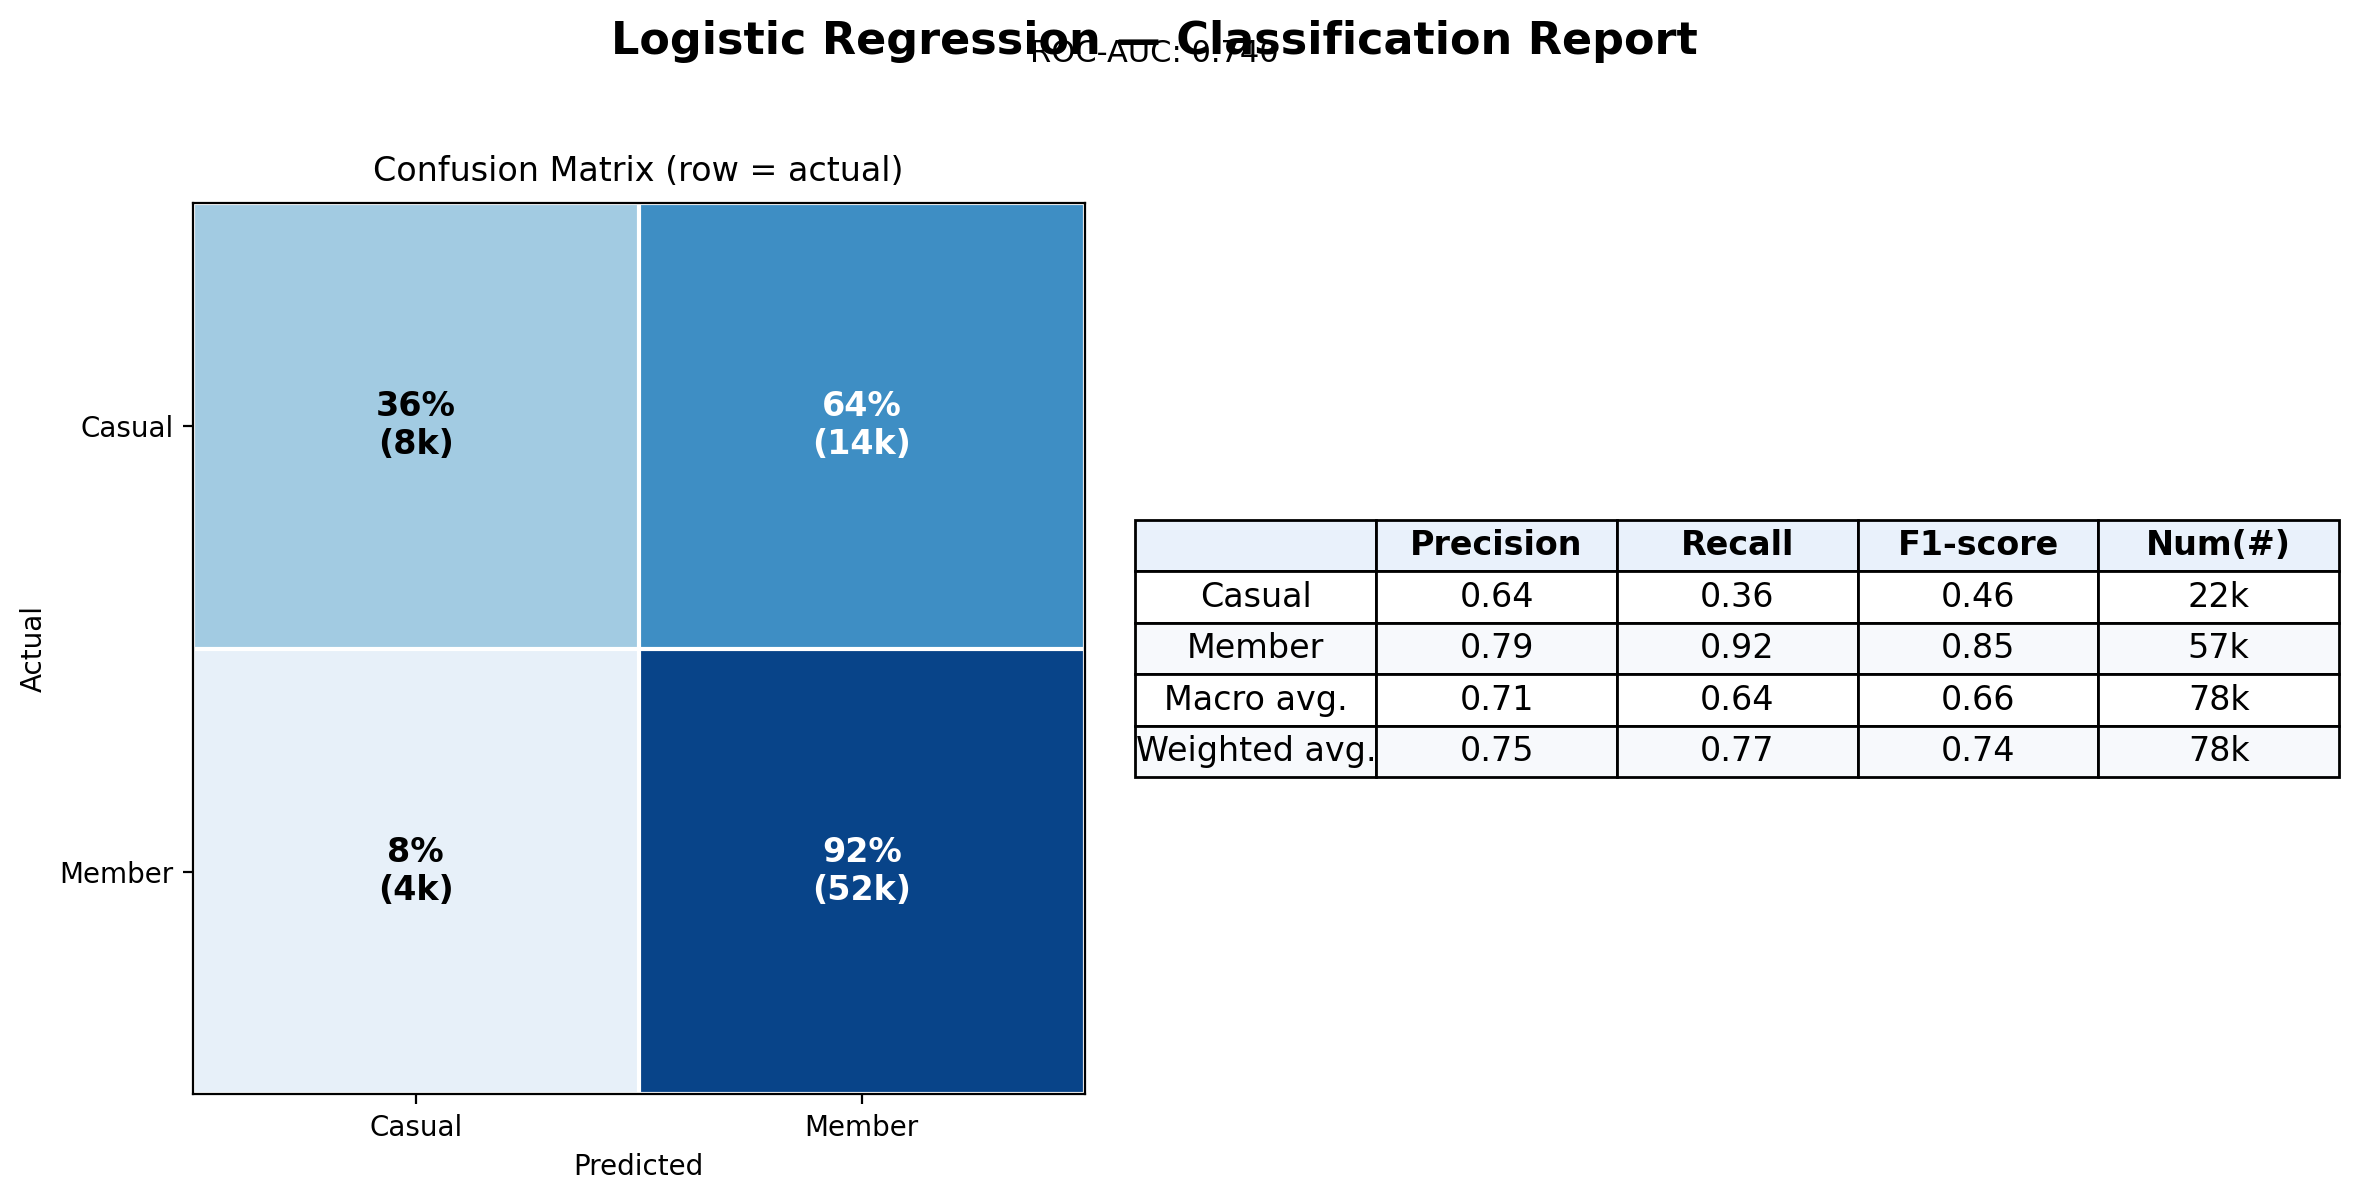 Logistic Regression — Classification Report
ROC-AUC: 0.740
Confusion Matrix (row = actual)
Actual
Casual
36%
(8k)
64%
(14k)
Member
8%
(4k)
92%
(52k)
Casual Member
Predicted
Precision Recall F1-score Num(#)
Casual 0.64 0.36 0.46 22k
Member 0.79 0.92 0.85 57k
Macro avg. 0.71 0.64 0.66 78k
Weighted avg. 0.75 0.77 0.74 78k